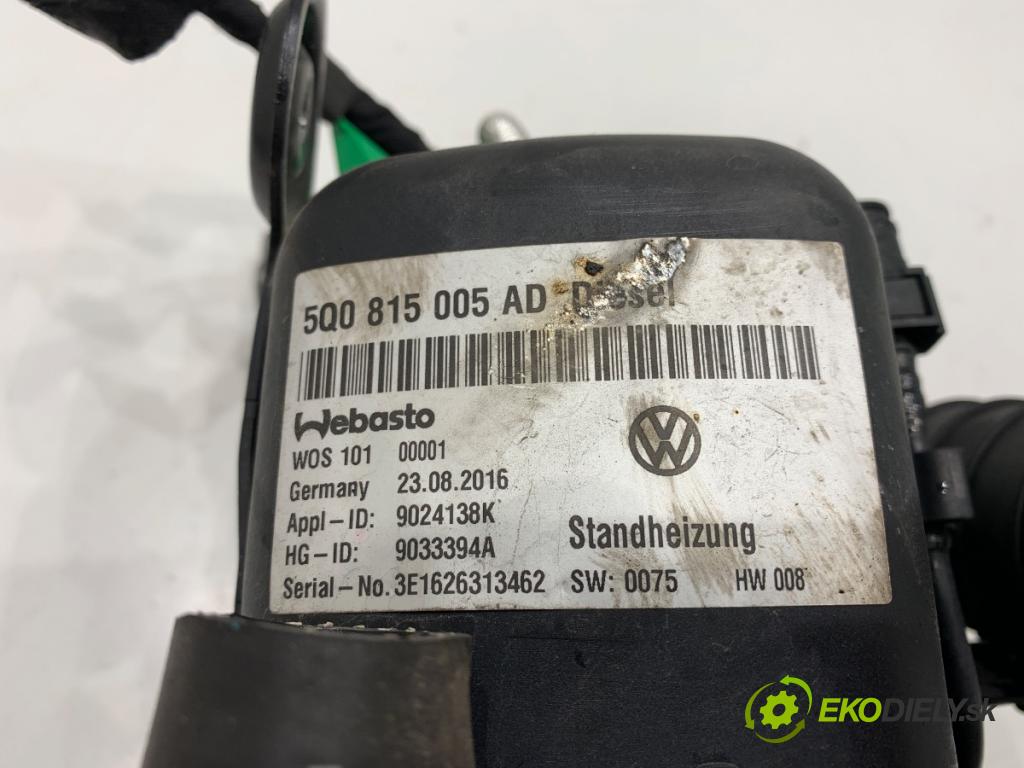 5Q0 815 005 AD Diesel
Webasto
WOS 101 00001
Germany 23.08.2016
Appl-ID: 9024138K
HG-ID: 9033394A
Standheizung
Serial-No. 3E1626313462 SW: 0075 HW 008
EKODIELY.sk